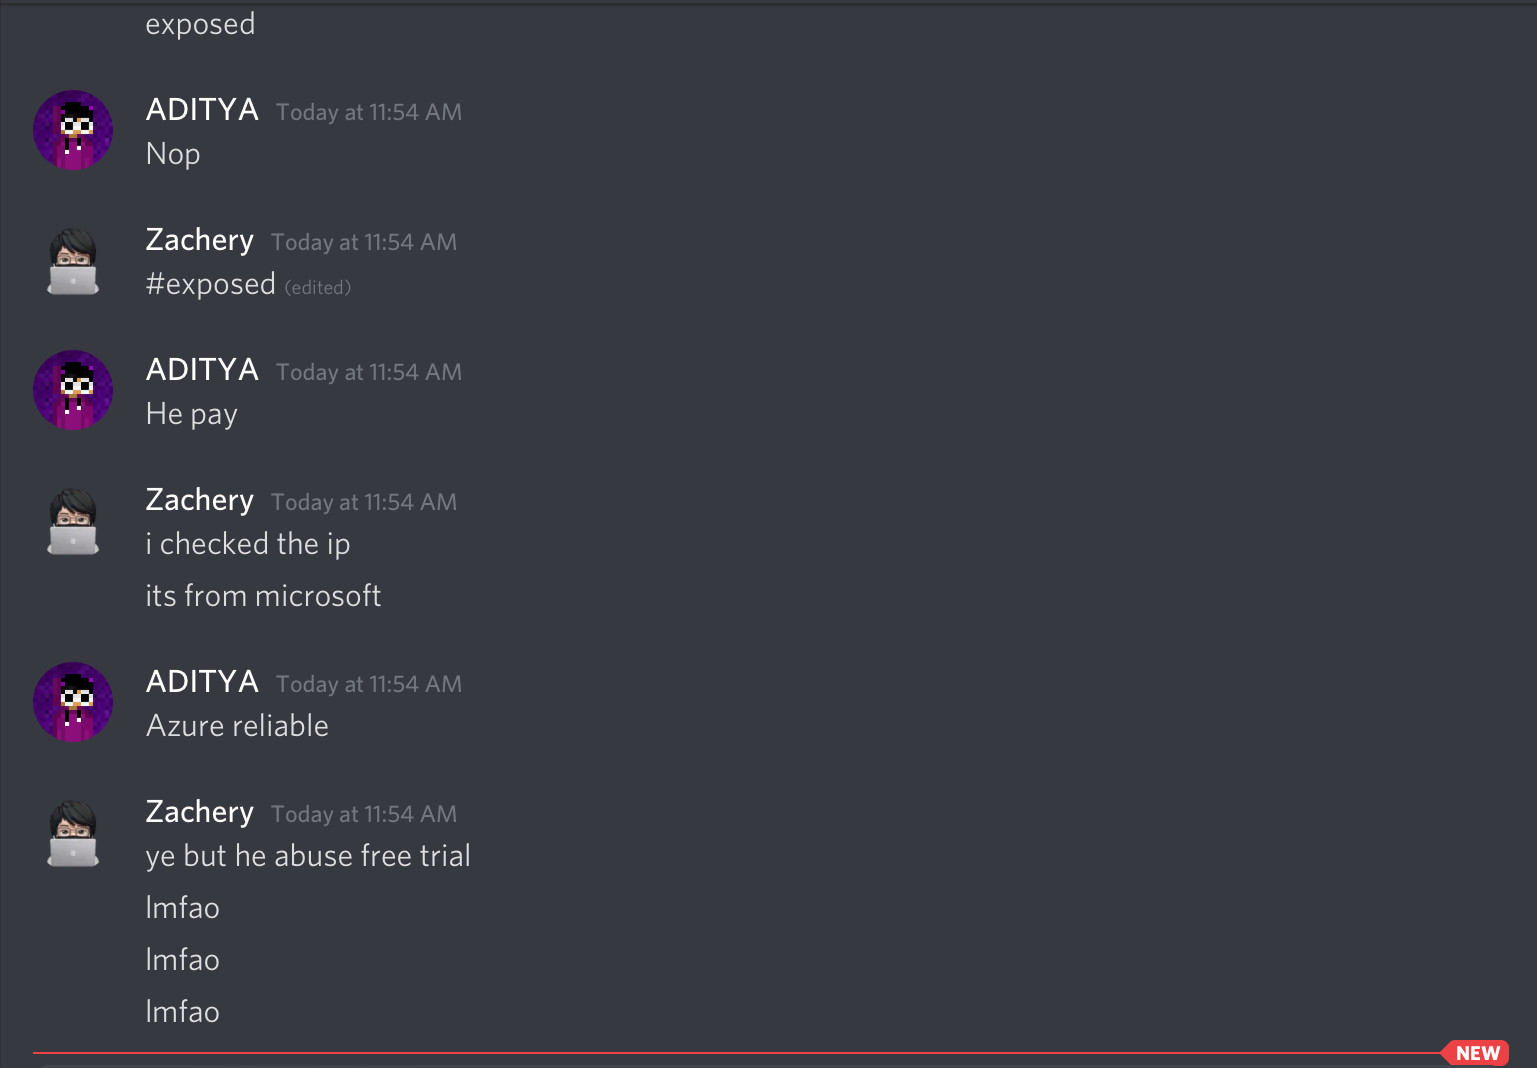 exposed
ADITYA Today at 11:54 AM
Nop
Zachery Today at 11:54 AM
#exposed (edited)
ADITYA Today at 11:54 AM
He pay
Zachery Today at 11:54 AM
i checked the ip
its from microsoft
ADITYA Today at 11:54 AM
Azure reliable
Zachery Today at 11:54 AM
ye but he abuse free trial
lmfao
lmfao
lmfao
NEW